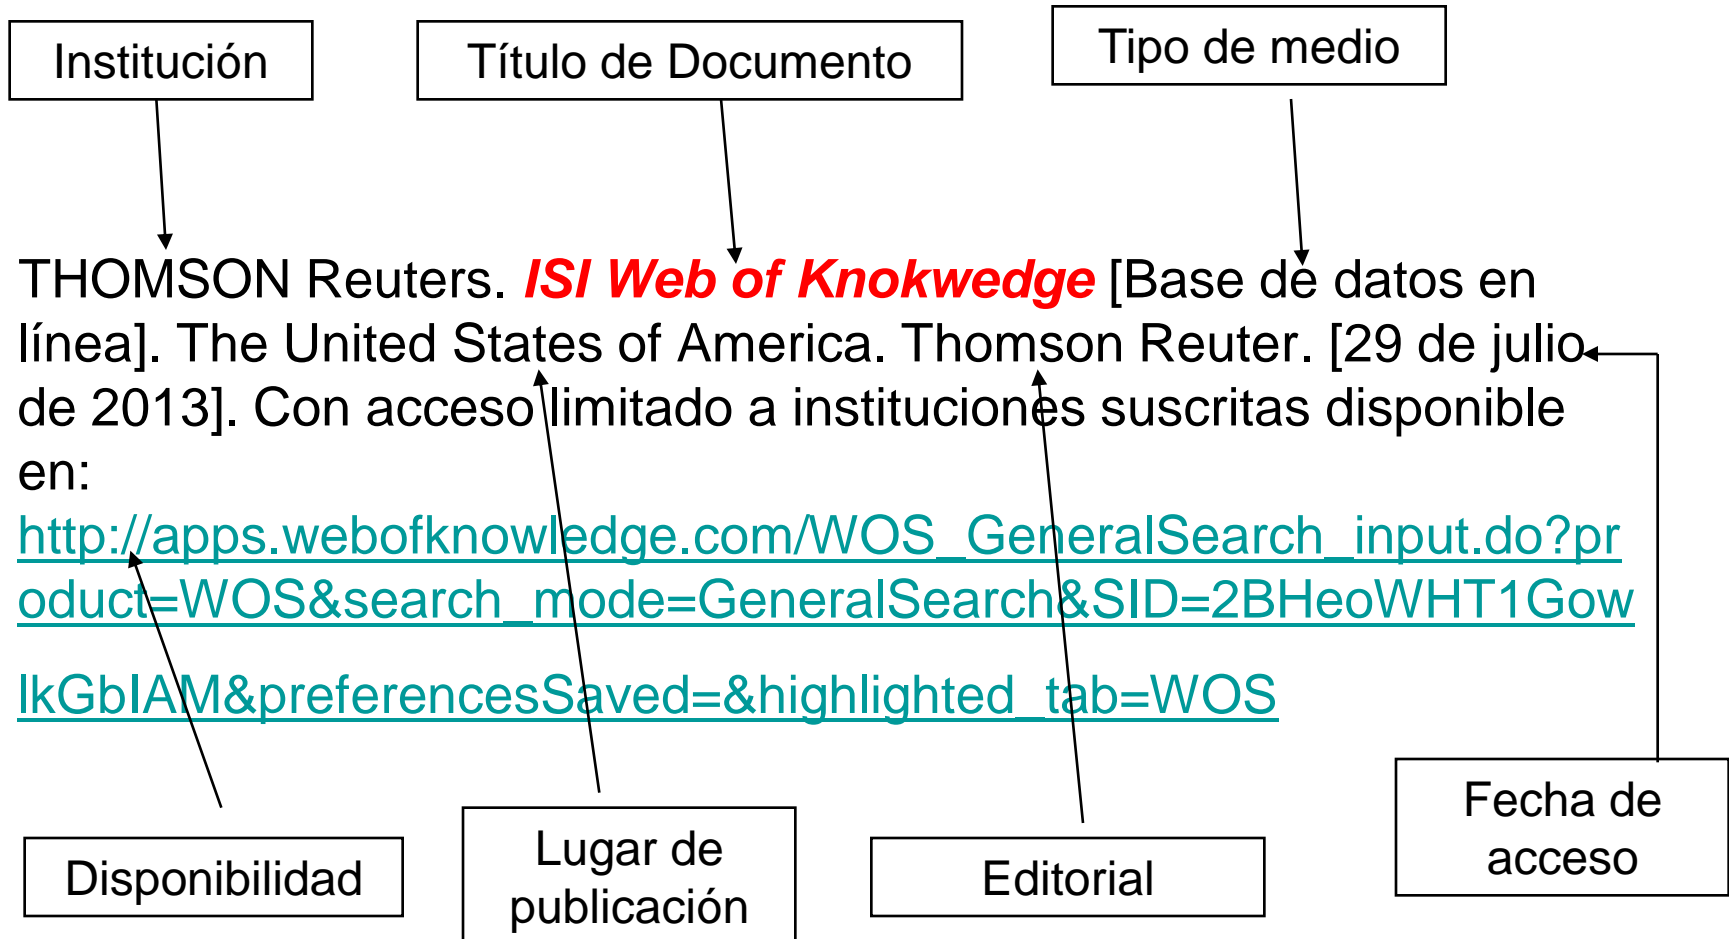 Institución
Título de Documento
Tipo de medio
THOMSON Reuters. ISI Web of Knokwedge [Base de datos en
línea]. The United States of America. Thomson Reuter. [29 de julio
de 2013]. Con acceso limitado a instituciones suscritas disponible
en:
http://apps.webofknowledge.com/WOS_GeneralSearch_input.do?pr
oduct=WOS&search_mode=GeneralSearch&SID=2BHeoWHT1Gow
lkGbIAM&preferencesSaved=&highlighted_tab=WOS
Disponibilidad
Lugar de
publicación
Editorial
Fecha de
acceso